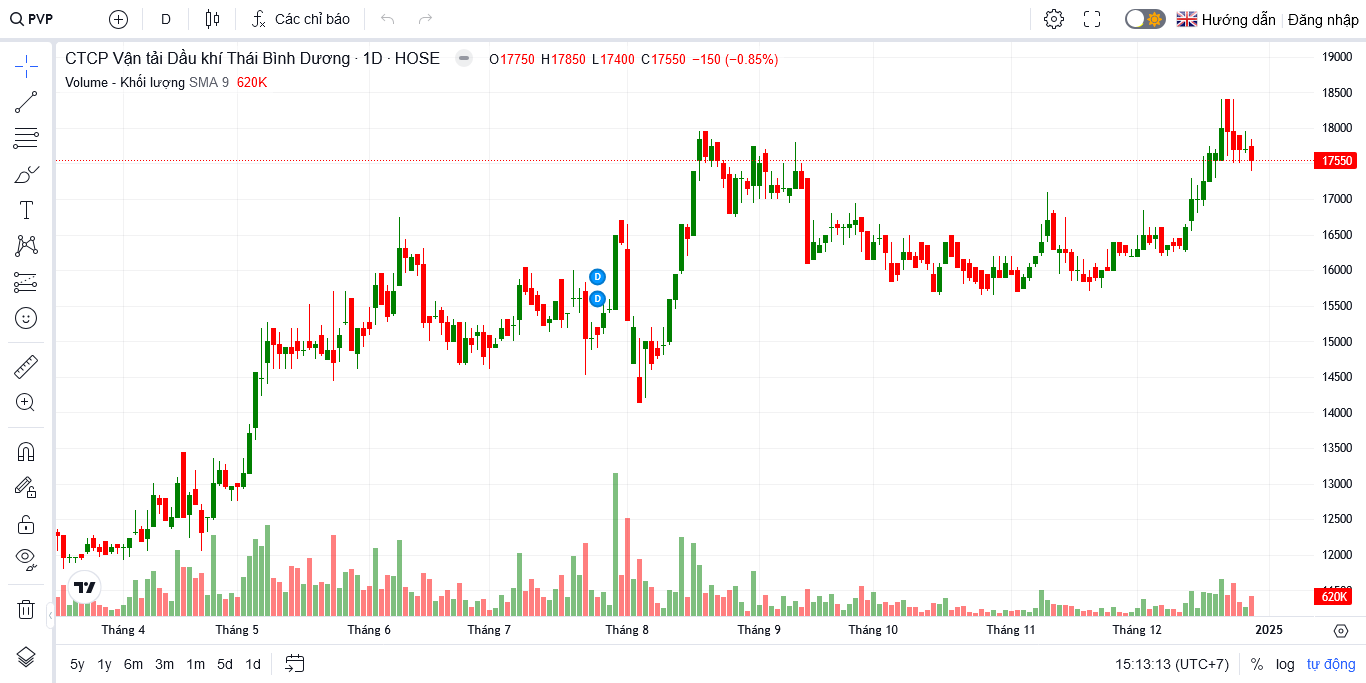 PVP D Các chỉ báo Hướng dẫn Đăng nhập
CTCP Vận tải Dầu khí Thái Bình Dương · 1D · HOSE O17750 H17850 L17400 C17550 −150 (−0.85%)
Volume - Khối lượng SMA 9 620K
19000
18500
18000
17550
17000
16500
16000
15500
15000
14500
14000
13500
13000
12500
12000
620K
D
D
Tháng 4 Tháng 5 Tháng 6 Tháng 7 Tháng 8 Tháng 9 Tháng 10 Tháng 11 Tháng 12 2025
5y 1y 6m 3m 1m 5d 1d 15:13:13 (UTC+7) % log tự động